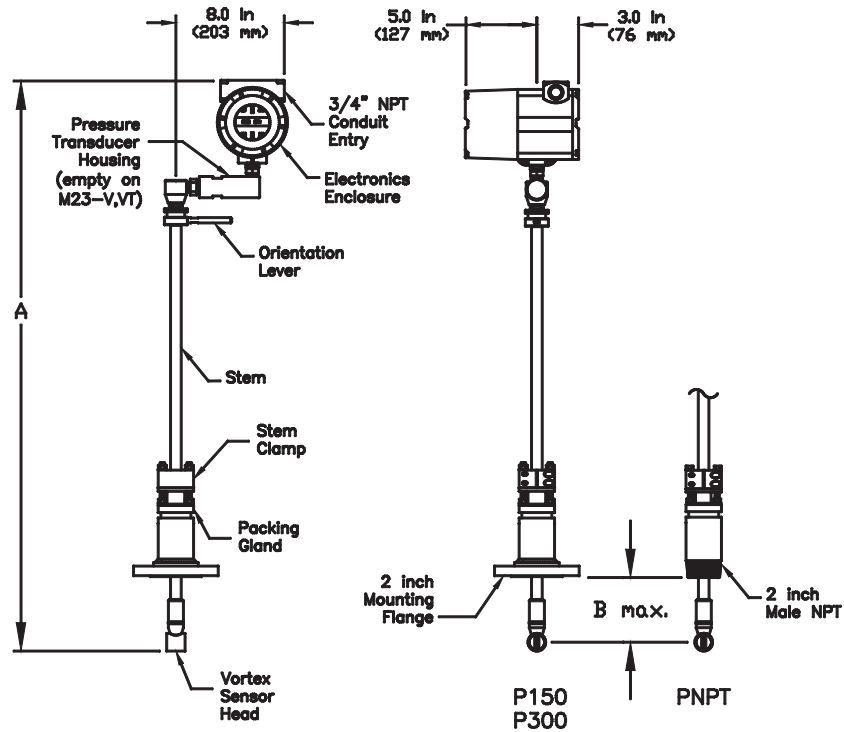 8.0 In
(203 mm)
5.0 In
(127 mm)
3.0 In
(76 mm)
3/4" NPT
Conduit
Entry
Pressure
Transducer
Housing
(empty on
M23-V,VT)
Electronics
Enclosure
Orientation
Lever
A
Stem
Stem
Clamp
Packing
Gland
2 inch
Mounting
Flange
B max.
2 inch
Male NPT
Vortex
Sensor
Head
P150
P300
PNPT